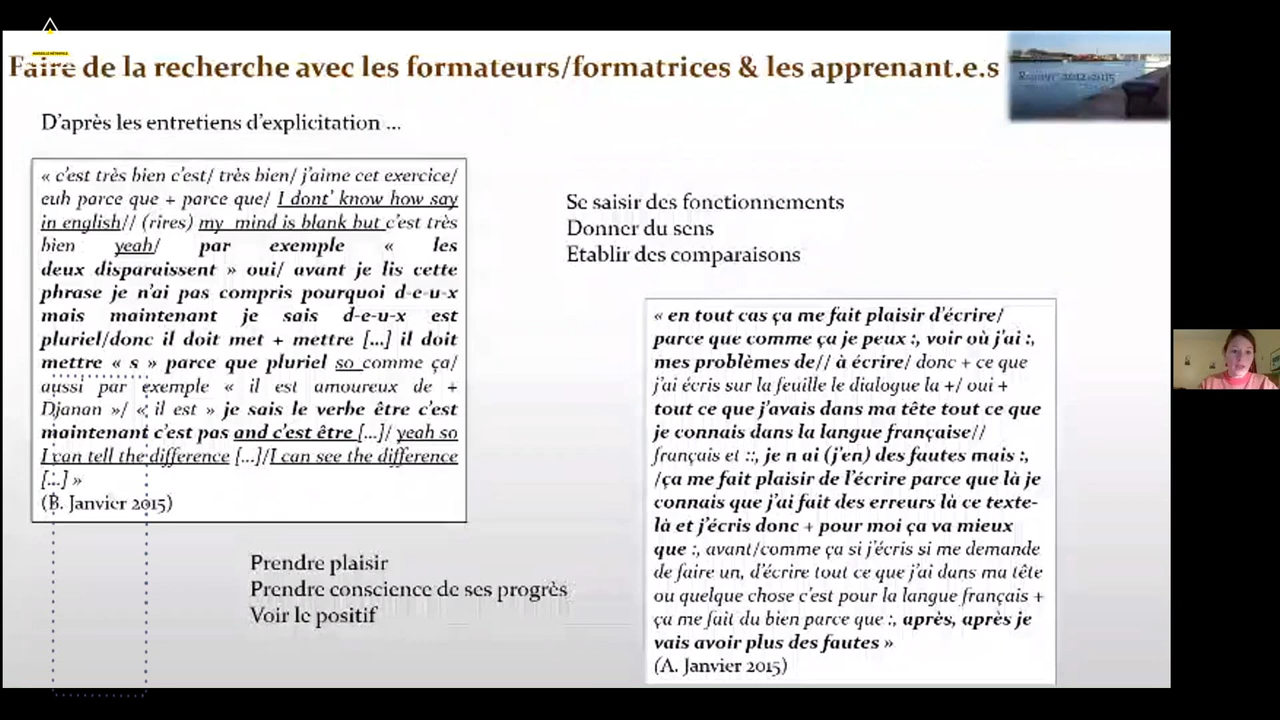 Faire de la recherche avec les formateurs/formatrices & les apprenant.e.s
D'après les entretiens d'explicitation ...
« c'est très bien c'est/ très bien/ j'aime cet exercice/
euh parce que + parce que/ I dont' know how say
in english// (rires) my mind is blank but c'est très
bien yeah/ par exemple « les
deux disparaissent » oui/ avant je lis cette
phrase je n'ai pas compris pourquoi d-e-u-x
mais maintenant je sais d-e-u-x est
pluriel/donc il doit met + mettre [...] il doit
mettre « s » parce que pluriel so comme ça/
aussi par exemple « il est amoureux de +
Djanan »/ « il est » je sais le verbe être c'est
maintenant c'est pas and c'est être [...]/ yeah so
I can tell the difference [...]/I can see the difference
[...] »
(B. Janvier 2015)
Se saisir des fonctionnements
Donner du sens
Etablir des comparaisons
« en tout cas ça me fait plaisir d'écrire/
parce que comme ça je peux :, voir où j'ai :,
mes problèmes de// à écrire/ donc + ce que
j'ai écris sur la feuille le dialogue la +/ oui +
tout ce que j'avais dans ma tête tout ce que
je connais dans la langue française//
français et ::, je n ai (j'en) des fautes mais :,
/ça me fait plaisir de l'écrire parce que là je
connais que j'ai fait des erreurs là ce texte-
là et j'écris donc + pour moi ça va mieux
que :, avant/comme ça si j'écris si me demande
de faire un, d'écrire tout ce que j'ai dans ma tête
ou quelque chose c'est pour la langue français +
ça me fait du bien parce que :, après, après je
vais avoir plus des fautes »
(A. Janvier 2015)
Prendre plaisir
Prendre conscience de ses progrès
Voir le positif